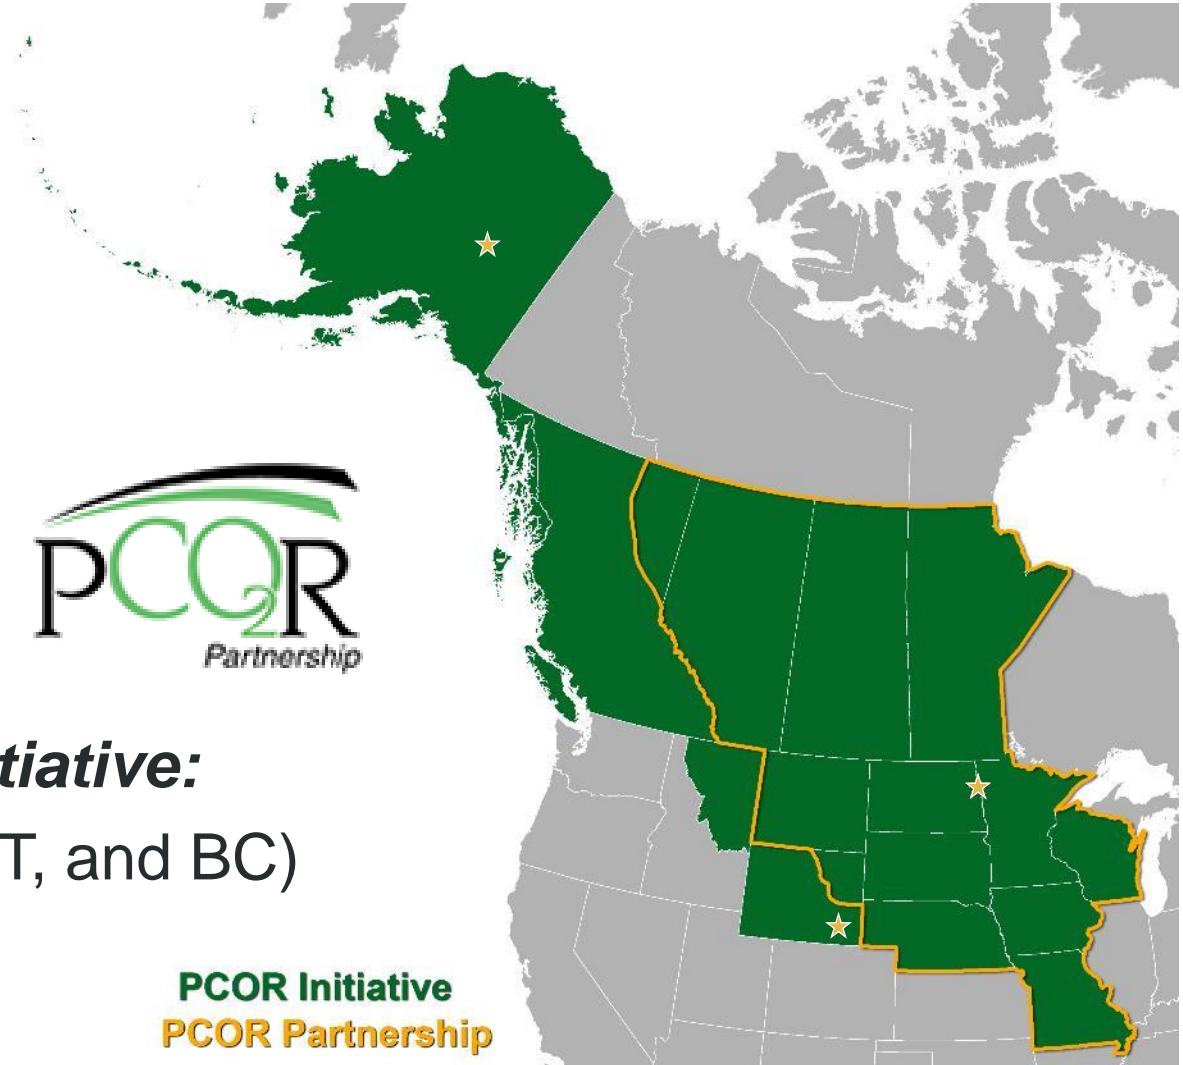 PCO2R
Partnership
tiative:
T, and BC)
PCOR Initiative
PCOR Partnership